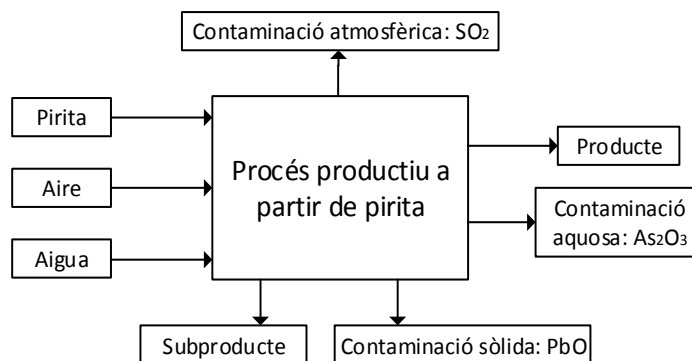 Contaminació atmosfèrica: SO₂
Pirita
Aire
Aigua
Procés productiu a
partir de pirita
Producte
Contaminació
aquosa: As₂O₃
Subproducte
Contaminació sòlida: PbO